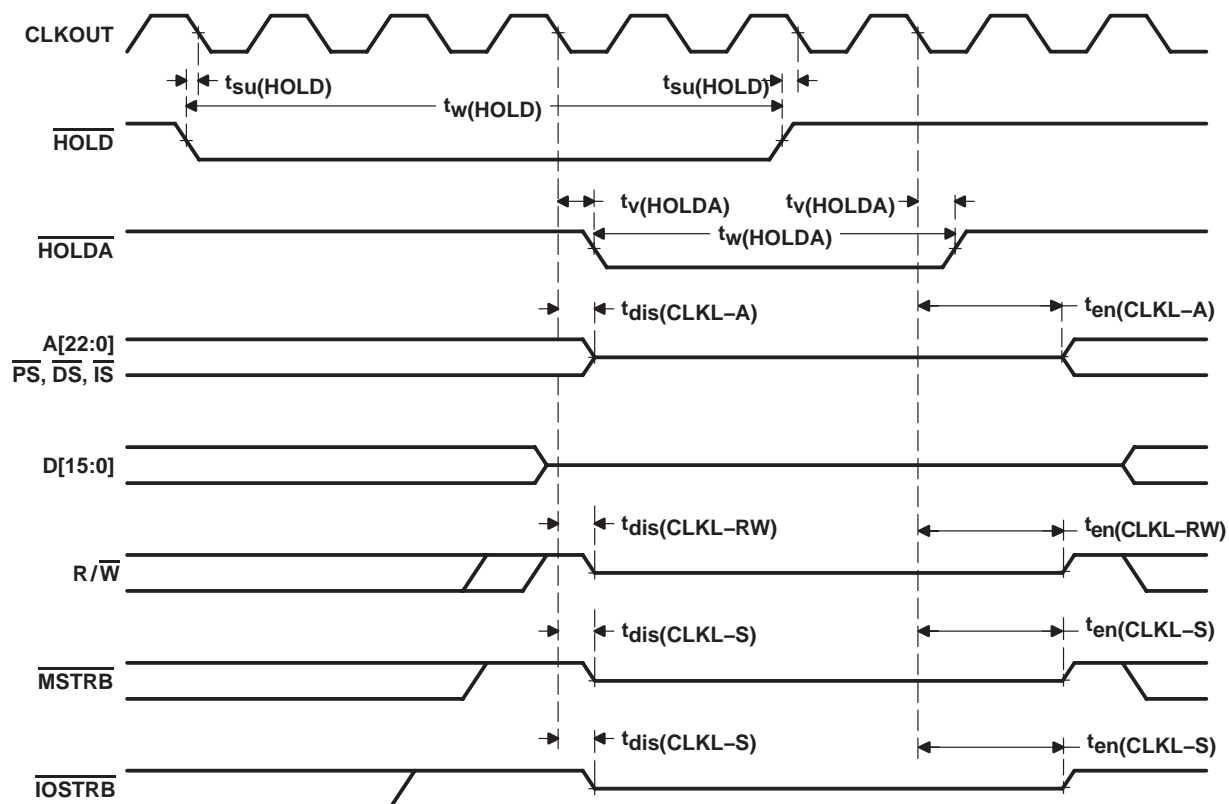 CLKOUT
tsu(HOLD)
tsu(HOLD)
tw(HOLD)
HOLD
tv(HOLDA)
tv(HOLDA)
tw(HOLDA)
HOLDA
tdis(CLKL–A)
ten(CLKL–A)
A[22:0]
PS, DS, IS
D[15:0]
tdis(CLKL–RW)
ten(CLKL–RW)
R/W
tdis(CLKL–S)
ten(CLKL–S)
MSTRB
tdis(CLKL–S)
ten(CLKL–S)
IOSTRB